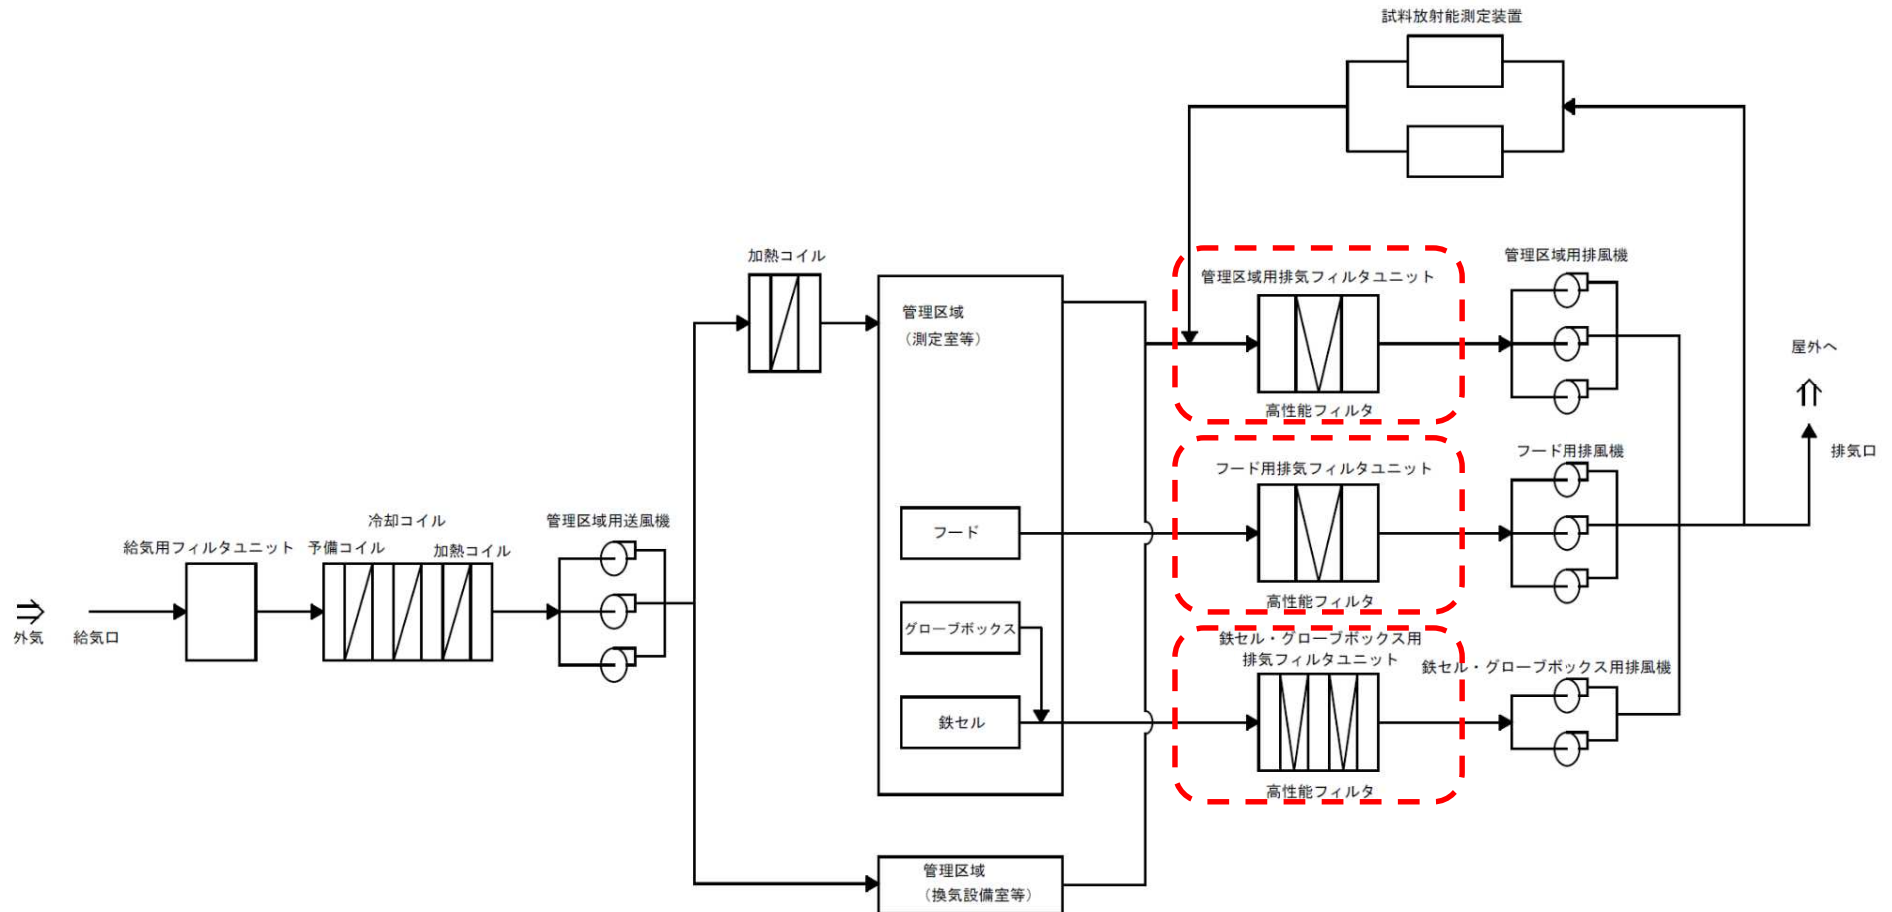 試料放射能測定装置
加熱コイル
管理区域
（測定室等）
管理区域用排気フィルタユニット
高性能フィルタ
管理区域用排風機
屋外へ
排気口
フード用排気フィルタユニット
高性能フィルタ
フード用排風機
フード
グローブボックス
鉄セル
冷却コイル
給気用フィルタユニット
予備コイル
加熱コイル
管理区域用送風機
外気
給気口
鉄セル・グローブボックス用
排気フィルタユニット
高性能フィルタ
鉄セル・グローブボックス用排風機
管理区域
（換気設備室等）